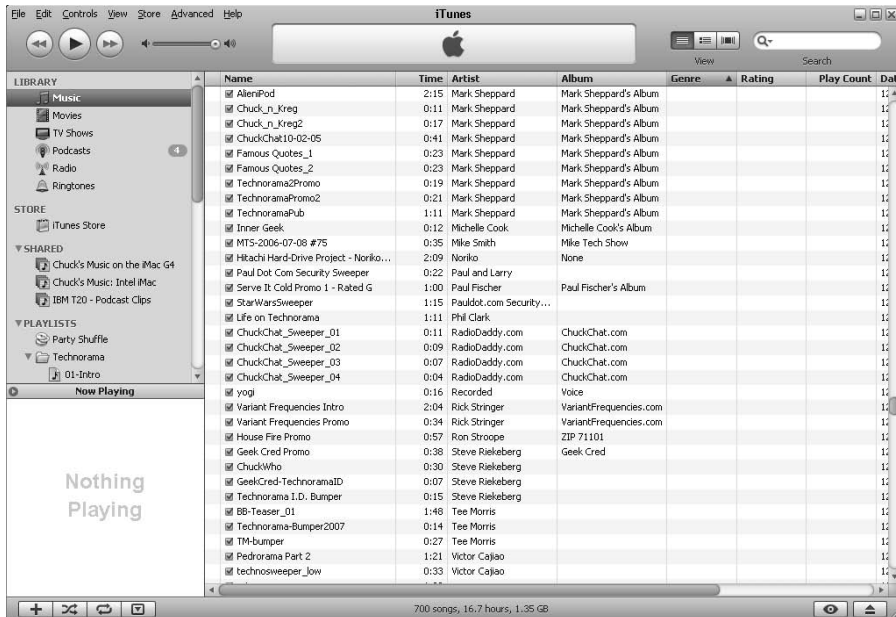 File Edit Controls View Store Advanced Help
iTunes
View
Search
LIBRARY
Music
Movies
TV Shows
Podcasts 4
Radio
Ringtones
STORE
iTunes Store
SHARED
Chuck's Music on the iMac G4
Chuck's Music: Intel iMac
IBM T20 - Podcast Clips
PLAYLISTS
Party Shuffle
Technorama
01-Intro
Now Playing
Nothing
Playing
Name Time Artist Album Genre Rating Play Count Dat
AlieniPod 2:15 Mark Sheppard Mark Sheppard's Album
Chuck_n_Kreg 0:11 Mark Sheppard Mark Sheppard's Album
Chuck_n_Kreg2 0:17 Mark Sheppard Mark Sheppard's Album
ChuckChat10-02-05 0:41 Mark Sheppard Mark Sheppard's Album
Famous Quotes_1 0:23 Mark Sheppard Mark Sheppard's Album
Famous Quotes_2 0:23 Mark Sheppard Mark Sheppard's Album
Technorama2Promo 0:19 Mark Sheppard Mark Sheppard's Album
TechnoramaPromo2 0:21 Mark Sheppard Mark Sheppard's Album
TechnoramaPub 1:11 Mark Sheppard Mark Sheppard's Album
Inner Geek 0:12 Michelle Cook Michelle Cook's Album
MTS-2006-07-08 #75 0:35 Mike Smith Mike Tech Show
Hitachi Hard-Drive Project - Noriko... 2:09 Noriko None
Paul Dot Com Security Sweeper 0:22 Paul and Larry
Serve It Cold Promo 1 - Rated G 1:00 Paul Fischer Paul Fischer's Album
StarWarsSweeper 1:15 Pauldot.com Security...
Life on Technorama 1:11 Phil Clark
ChuckChat_Sweeper_01 0:11 RadioDaddy.com ChuckChat.com
ChuckChat_Sweeper_02 0:09 RadioDaddy.com ChuckChat.com
ChuckChat_Sweeper_03 0:07 RadioDaddy.com ChuckChat.com
ChuckChat_Sweeper_04 0:04 RadioDaddy.com ChuckChat.com
yogi 0:16 Recorded Voice
Variant Frequencies Intro 2:04 Rick Stringer VariantFrequencies.com
Variant Frequencies Promo 0:34 Rick Stringer VariantFrequencies.com
House Fire Promo 0:57 Ron Stroope ZIP 71101
Geek Cred Promo 0:38 Steve Riekeberg Geek Cred
ChuckWho 0:30 Steve Riekeberg
GeekCred-TechnoramaID 0:07 Steve Riekeberg
Technorama I.D. Bumper 0:15 Steve Riekeberg
BB-Teaser_01 1:48 Tee Morris
Technorama-Bumper2007 0:14 Tee Morris
TM-bumper 0:27 Tee Morris
Pedrorama Part 2 1:21 Victor Cajiao
technosweeper_low 0:33 Victor Cajiao
700 songs, 16.7 hours, 1.35 GB